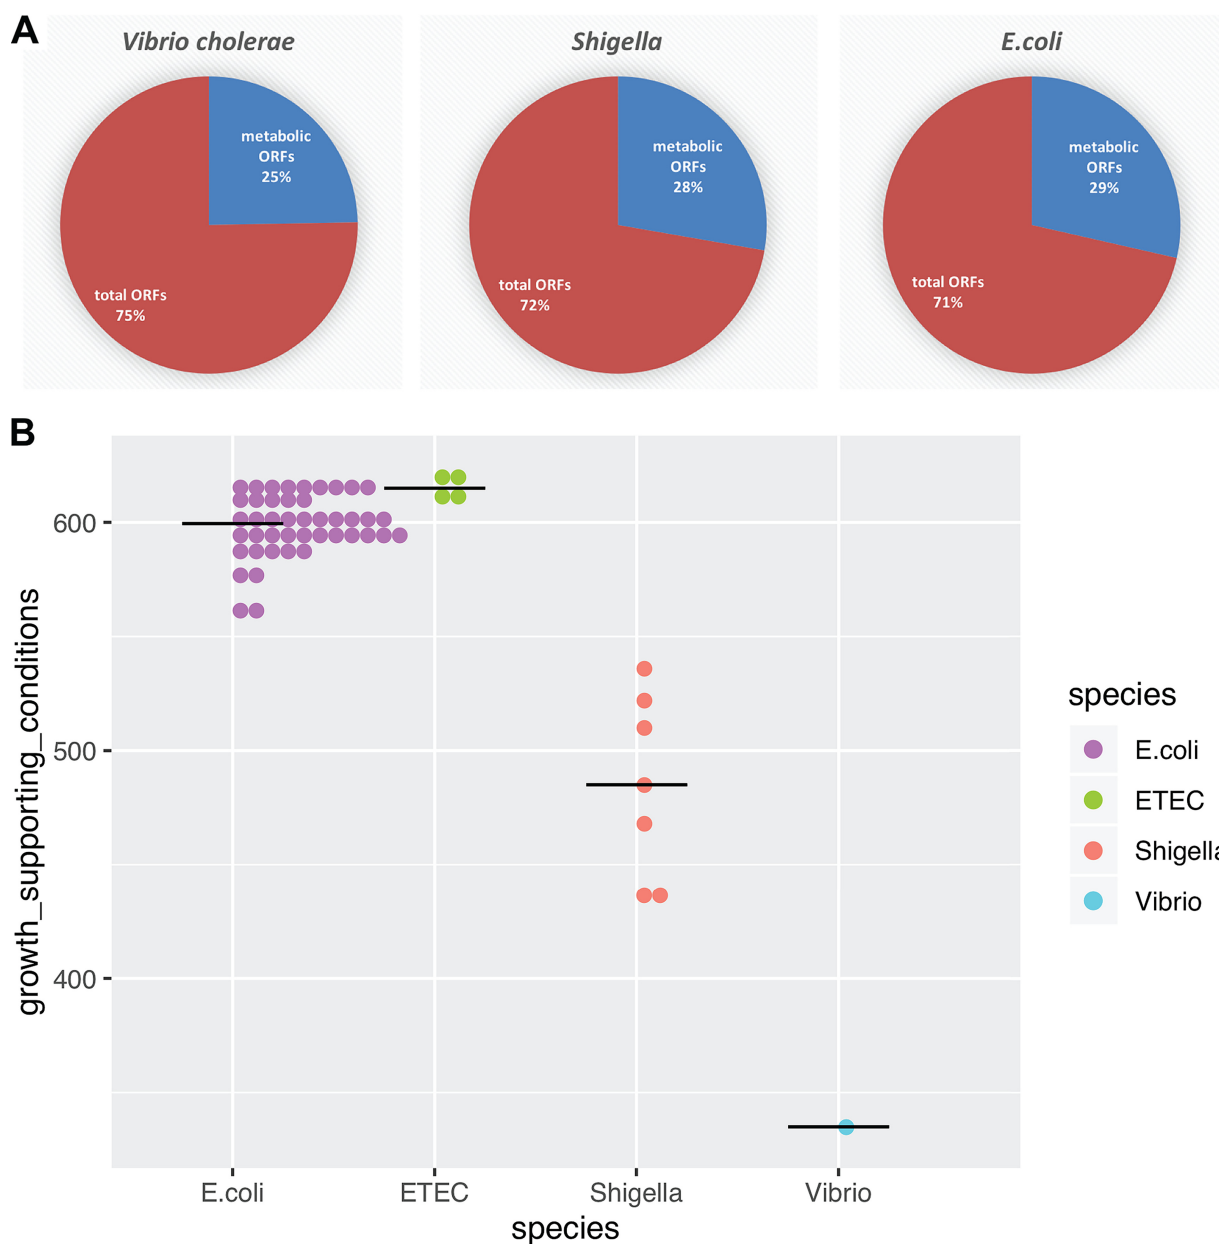 A
Vibrio cholerae
metabolic
ORFs
25%
total ORFs
75%
Shigella
metabolic
ORFs
28%
total ORFs
72%
E.coli
metabolic
ORFs
29%
total ORFs
71%
B
growth_supporting_conditions
600
500
400
E.coli
ETEC
Shigella
Vibrio
species
species
E.coli
ETEC
Shigella
Vibrio